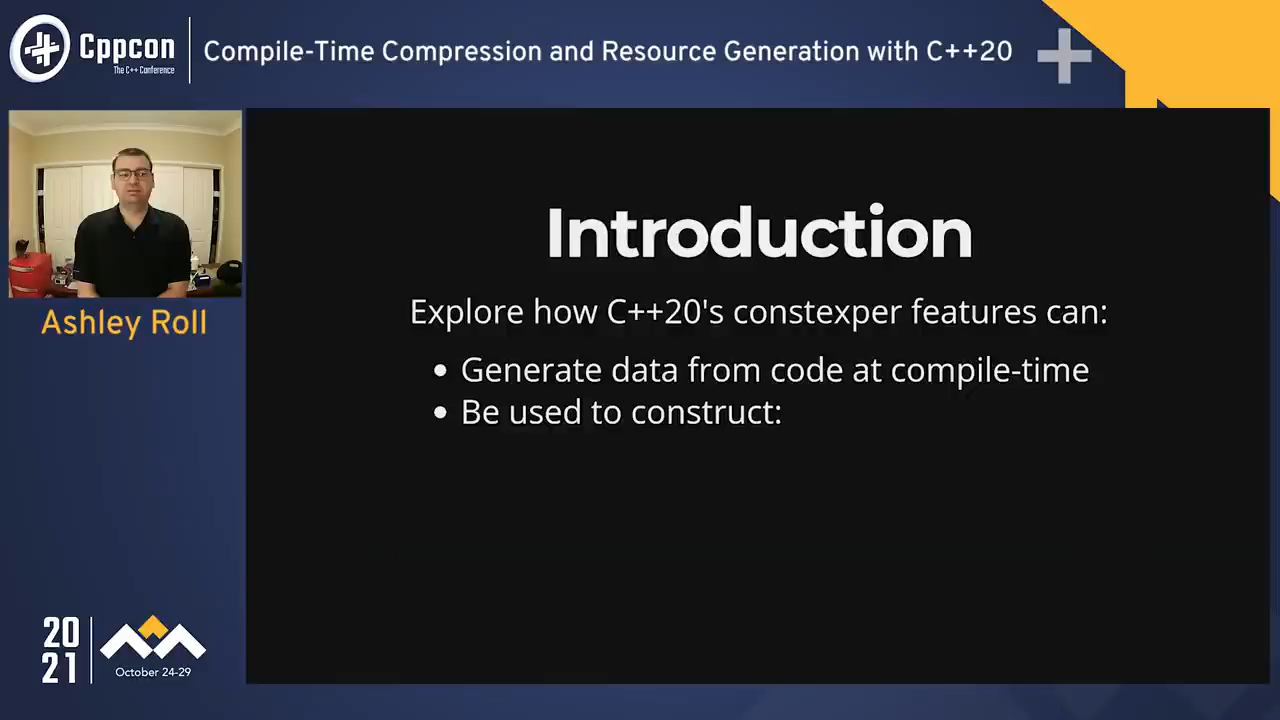 Cppcon
The C++ Conference
Compile-Time Compression and Resource Generation with C++20
Ashley Roll
Introduction
Explore how C++20's constexper features can:
• Generate data from code at compile-time
• Be used to construct:
20
21
October 24-29